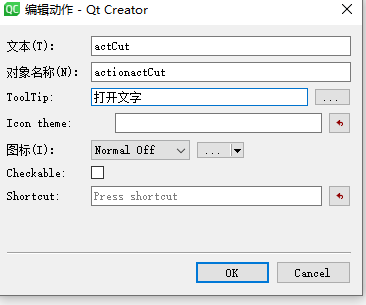 QC 编辑动作 - Qt Creator
文本(T): actCut
对象名称(N): actionactCut
ToolTip: 打开文字 ...
Icon theme:
图标(I): Normal Off ...
Checkable:
Shortcut: Press shortcut
OK Cancel